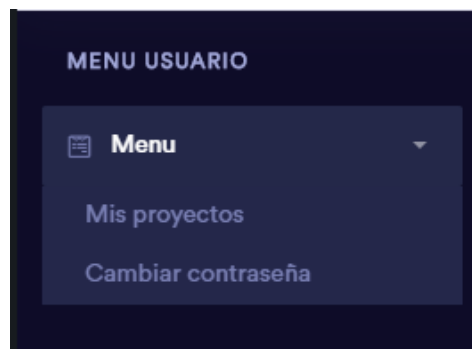 MENU USUARIO
Menu
Mis proyectos
Cambiar contraseña